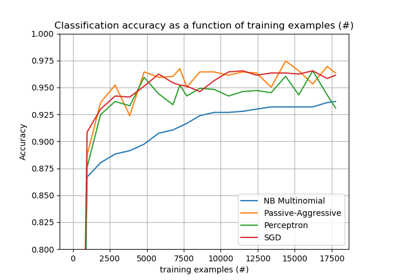 Classification accuracy as a function of training examples (#)
1.000
0.975
0.950
0.925
0.900
0.875
0.850
0.825
0.800
Accuracy
NB Multinomial
Passive-Aggressive
Perceptron
SGD
0 2500 5000 7500 10000 12500 15000 17500
training examples (#)